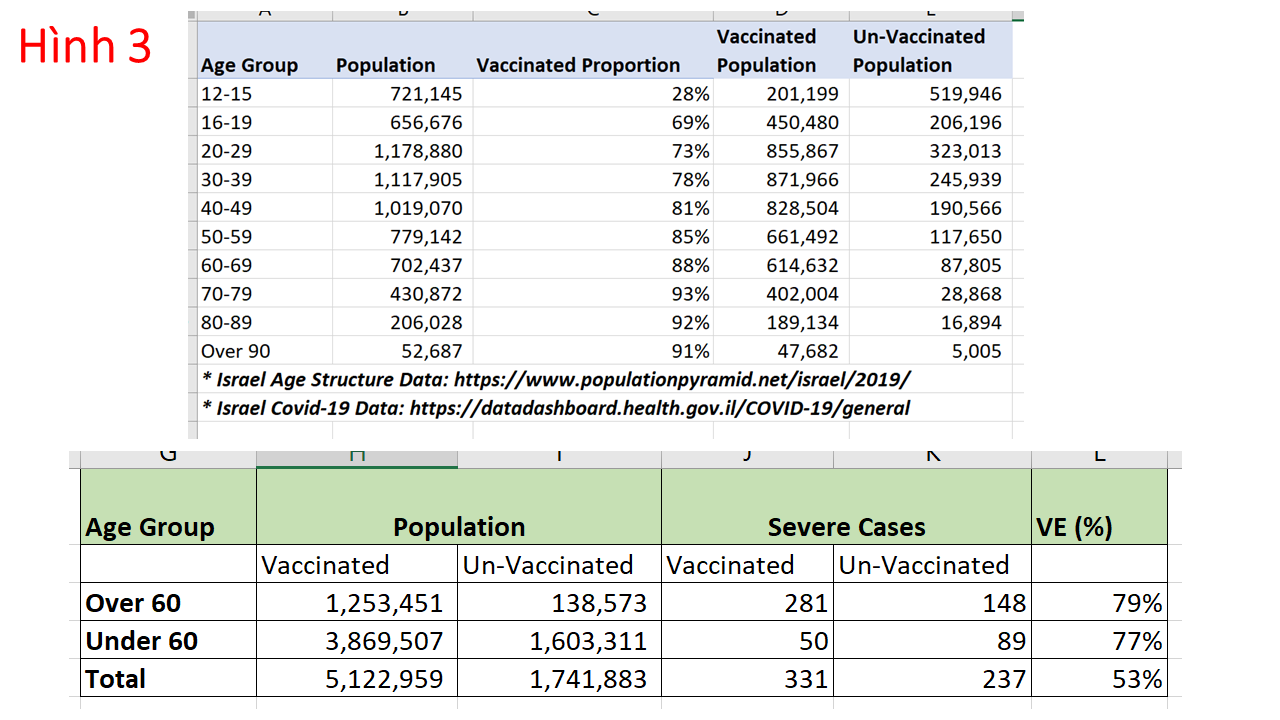 Hình 3
Age Group Population Vaccinated Proportion Vaccinated Population Un-Vaccinated Population
12-15 721,145 28% 201,199 519,946
16-19 656,676 69% 450,480 206,196
20-29 1,178,880 73% 855,867 323,013
30-39 1,117,905 78% 871,966 245,939
40-49 1,019,070 81% 828,504 190,566
50-59 779,142 85% 661,492 117,650
60-69 702,437 88% 614,632 87,805
70-79 430,872 93% 402,004 28,868
80-89 206,028 92% 189,134 16,894
Over 90 52,687 91% 47,682 5,005
* Israel Age Structure Data: https://www.populationpyramid.net/israel/2019/
* Israel Covid-19 Data: https://datadashboard.health.gov.il/COVID-19/general
G H I J K L
Age Group Population Severe Cases VE (%)
Vaccinated Un-Vaccinated Vaccinated Un-Vaccinated
Over 60 1,253,451 138,573 281 148 79%
Under 60 3,869,507 1,603,311 50 89 77%
Total 5,122,959 1,741,883 331 237 53%